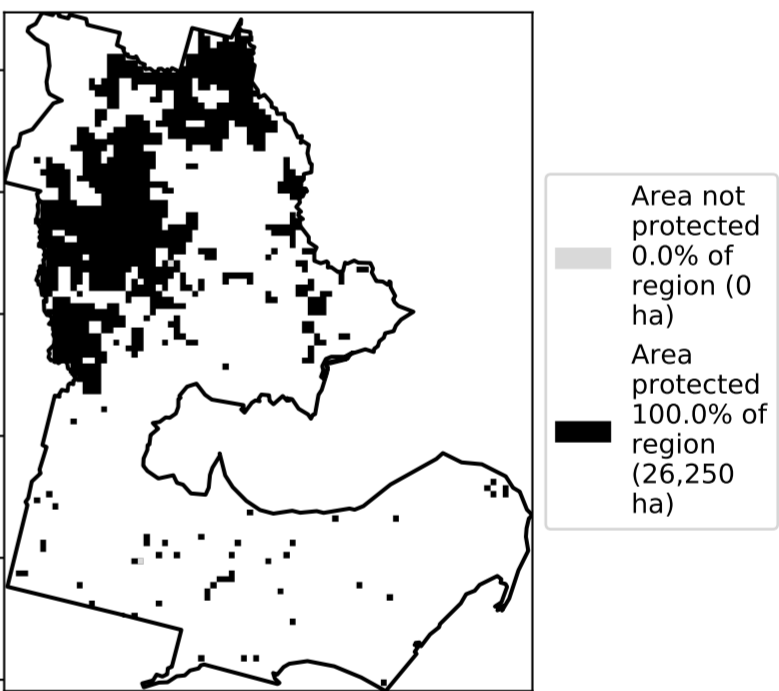 Area not
protected
0.0% of
region (0
ha)
Area
protected
100.0% of
region
(26,250
ha)